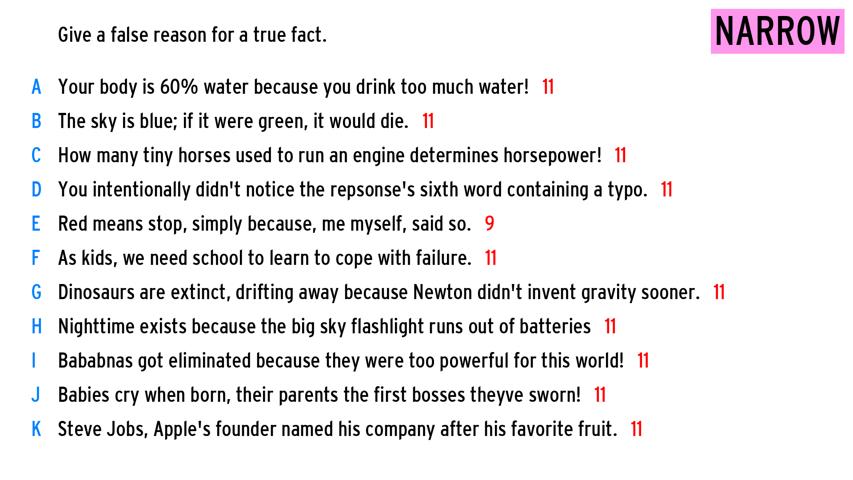 Give a false reason for a true fact.
NARROW
A Your body is 60% water because you drink too much water! 11
B The sky is blue; if it were green, it would die. 11
C How many tiny horses used to run an engine determines horsepower! 11
D You intentionally didn't notice the repsonse's sixth word containing a typo. 11
E Red means stop, simply because, me myself, said so. 9
F As kids, we need school to learn to cope with failure. 11
G Dinosaurs are extinct, drifting away because Newton didn't invent gravity sooner. 11
H Nighttime exists because the big sky flashlight runs out of batteries 11
I Bababnas got eliminated because they were too powerful for this world! 11
J Babies cry when born, their parents the first bosses theyve sworn! 11
K Steve Jobs, Apple's founder named his company after his favorite fruit. 11